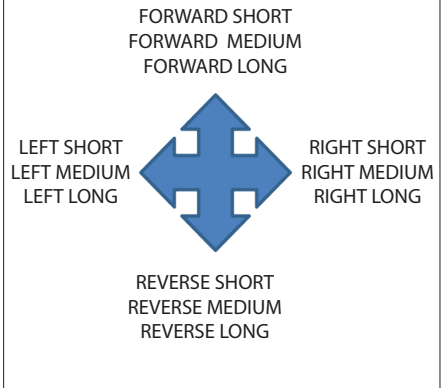 FORWARD SHORT
FORWARD  MEDIUM
FORWARD LONG
LEFT SHORT
LEFT MEDIUM
LEFT LONG
RIGHT SHORT
RIGHT MEDIUM
RIGHT LONG
REVERSE SHORT
REVERSE MEDIUM
REVERSE LONG